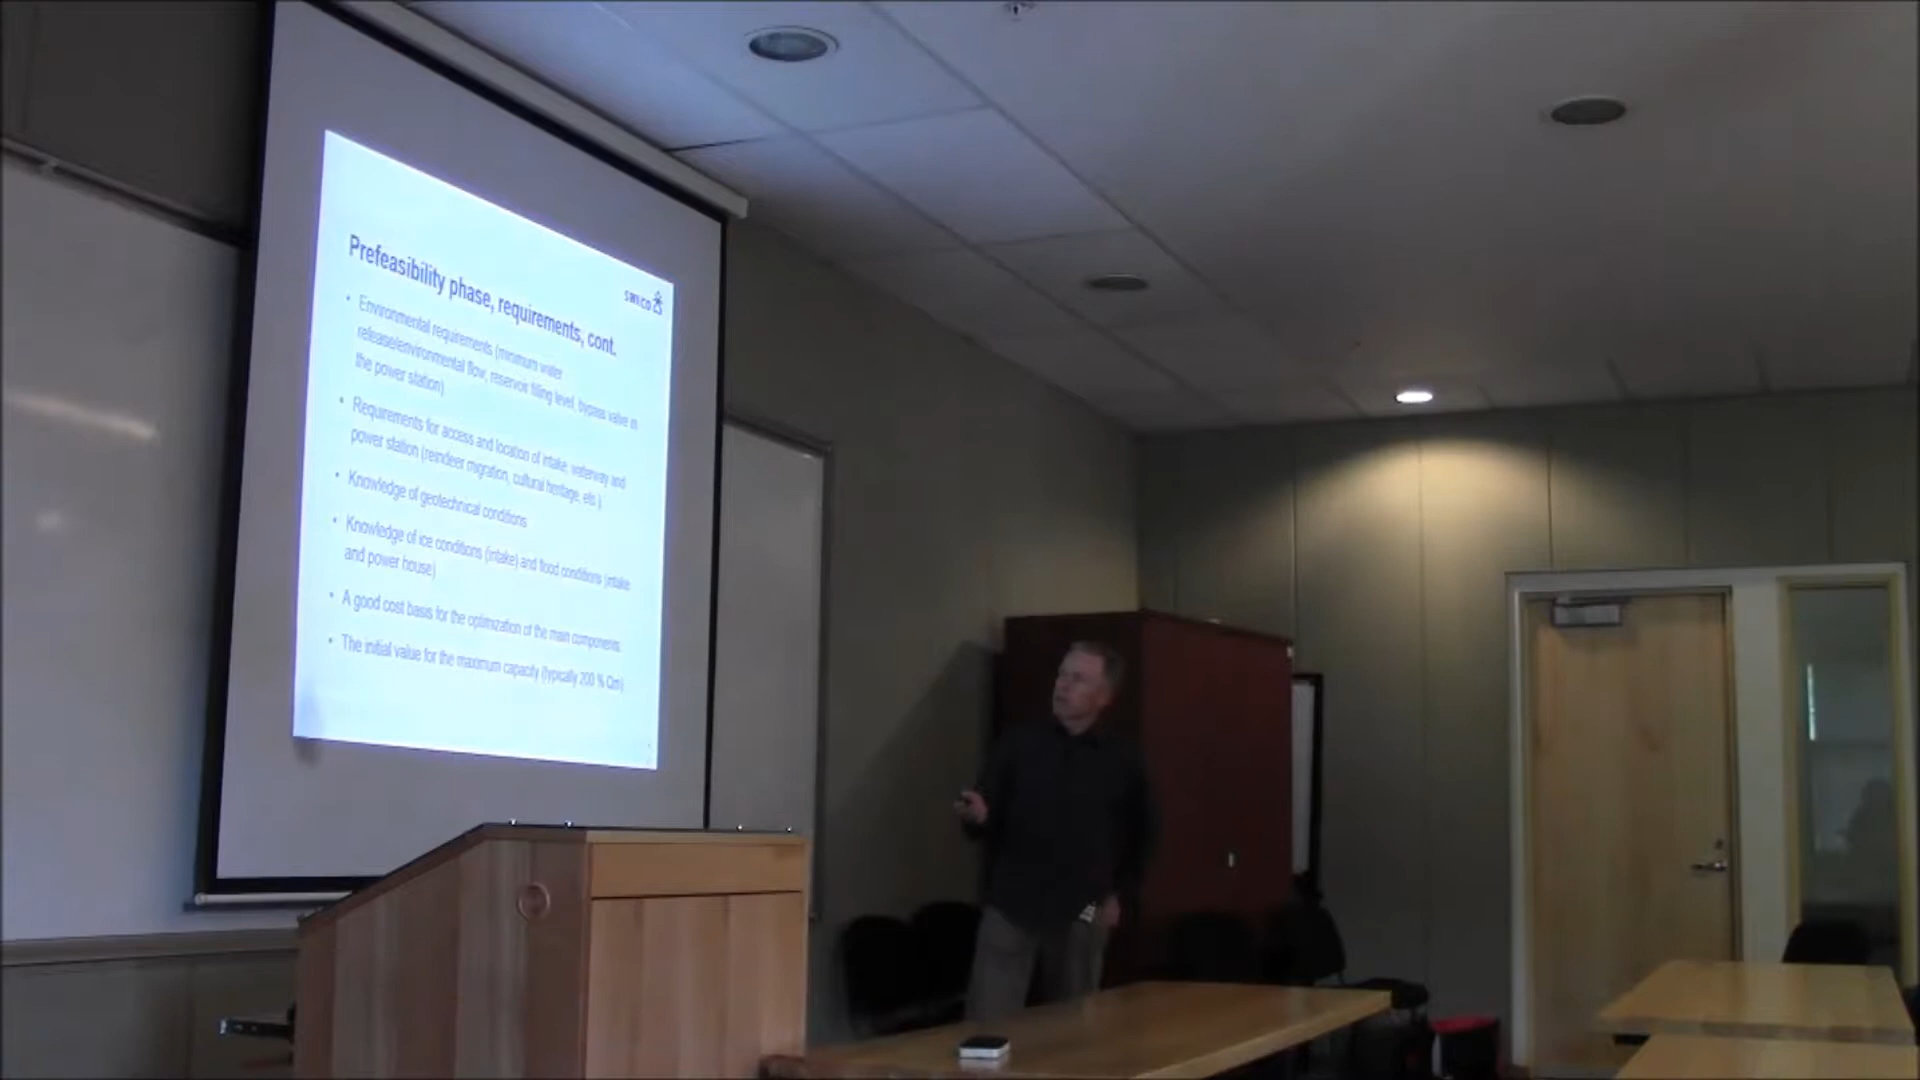 Prefeasibility phase, requirements, cont.
SWECO
• Environmental requirements (minimum water
release/environmental flow, reservoir filling level, bypass valve in
the power station)
• Requirements for access and location of intake, waterway and
power station (reindeer migration, cultural heritage, etc.)
• Knowledge of geotechnical conditions
• Knowledge of ice conditions (intake) and flood conditions (intake
and power house)
• A good cost basis for the optimization of the main components
• The initial value for the maximum capacity (typically 200 % Qm)